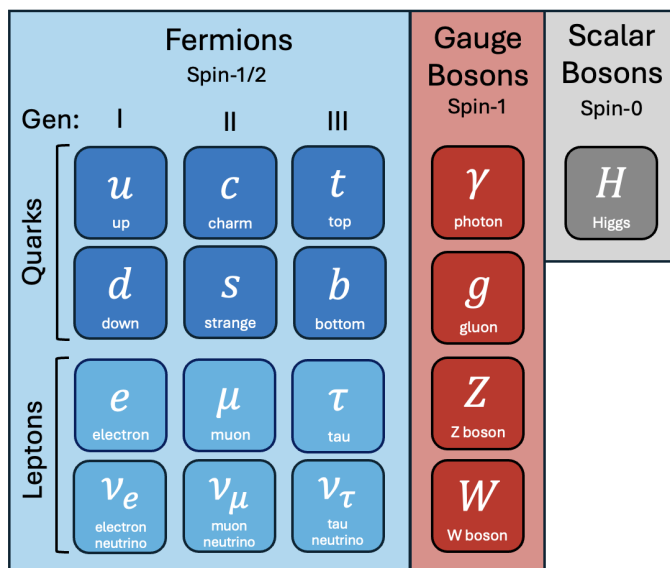 Fermions
Spin-1/2
Gen: I II III
Quarks
u c t
up charm top
d s b
down strange bottom
Leptons
e μ τ
electron muon tau
νₑ ν_μ ν_τ
electron muon tau
neutrino neutrino neutrino
Gauge
Bosons
Spin-1
γ
photon
g
gluon
Z
Z boson
W
W boson
Scalar
Bosons
Spin-0
H
Higgs